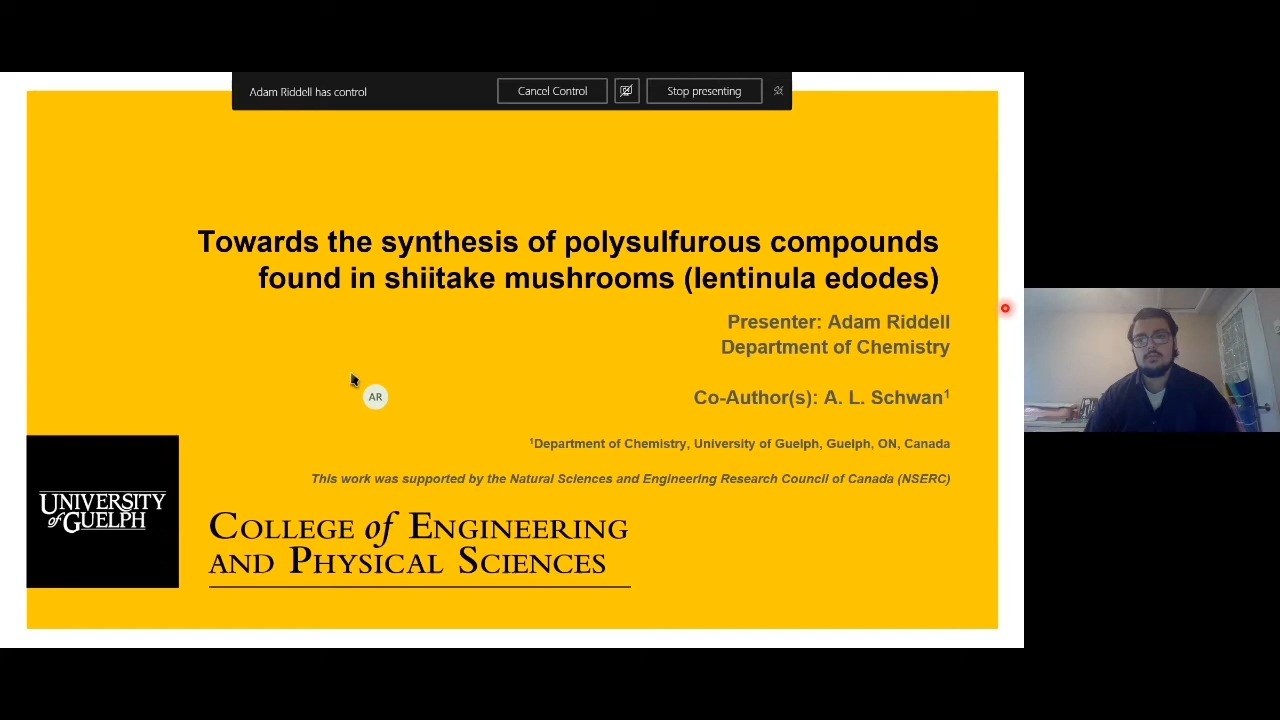 Adam Riddell has control
Cancel Control
Stop presenting
Towards the synthesis of polysulfurous compounds
found in shiitake mushrooms (lentinula edodes)
Presenter: Adam Riddell
Department of Chemistry
AR
Co-Author(s): A. L. Schwan¹
¹Department of Chemistry, University of Guelph, Guelph, ON, Canada
This work was supported by the Natural Sciences and Engineering Research Council of Canada (NSERC)
UNIVERSITY
of GUELPH
COLLEGE of ENGINEERING
AND PHYSICAL SCIENCES